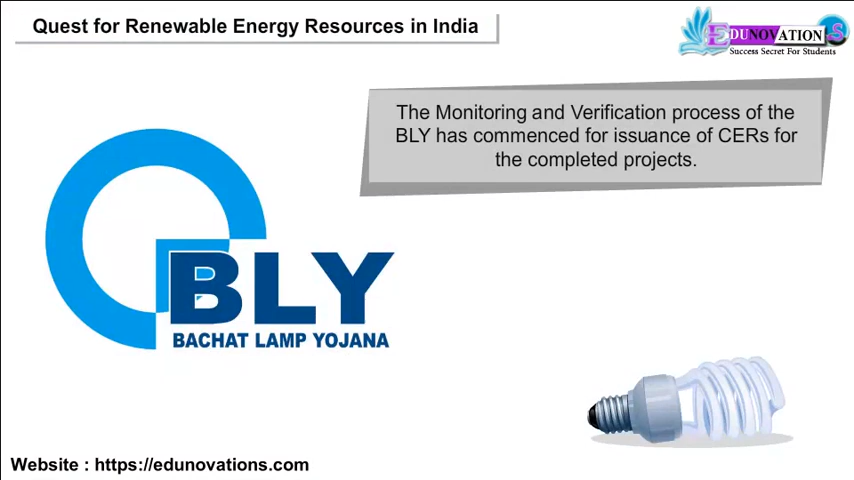 Quest for Renewable Energy Resources in India
EDUNOVATIONS
Success Secret For Students
The Monitoring and Verification process of the
BLY has commenced for issuance of CERs for
the completed projects.
BLY
BACHAT LAMP YOJANA
Website : https://edunovations.com